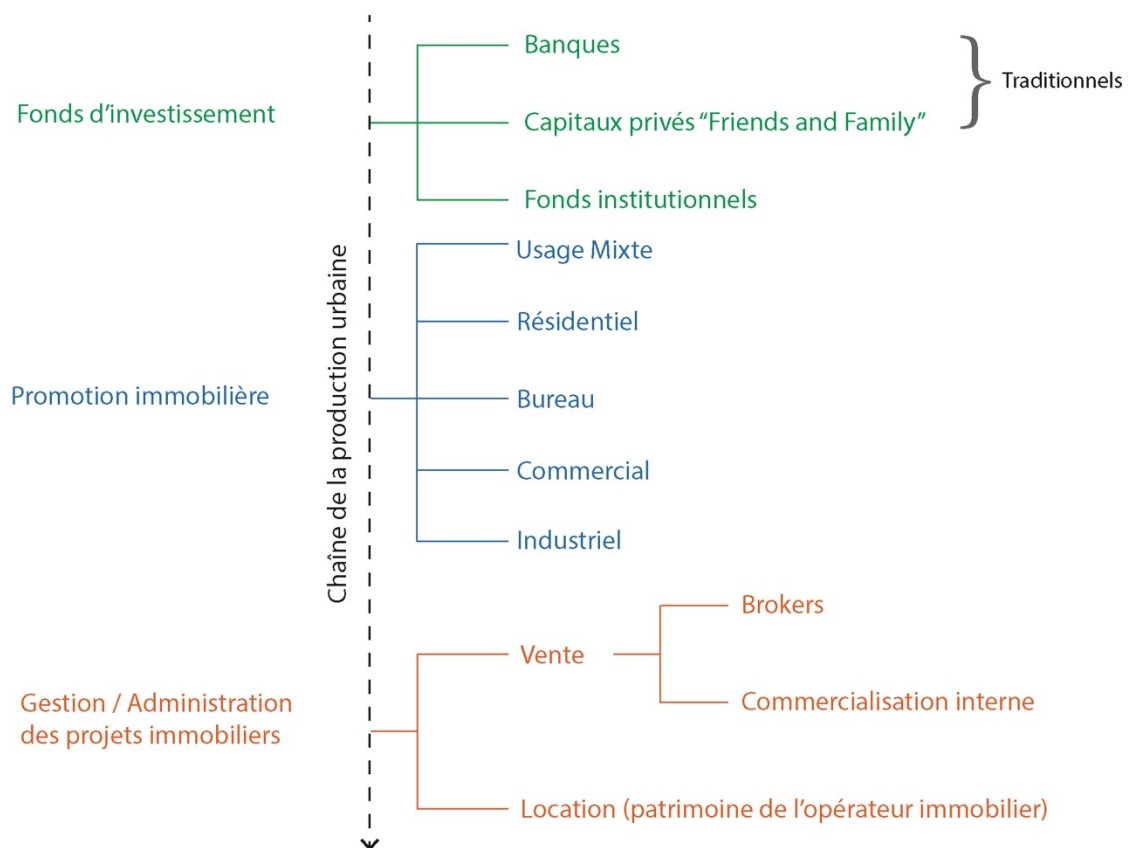 Banques
Traditionnels
Fonds d’investissement
Capitaux privés “Friends and Family”
Fonds institutionnels
Chaîne de la production urbaine
Usage Mixte
Résidentiel
Promotion immobilière
Bureau
Commercial
Industriel
Brokers
Vente
Gestion / Administration
des projets immobiliers
Commercialisation interne
Location (patrimoine de l’opérateur immobilier)